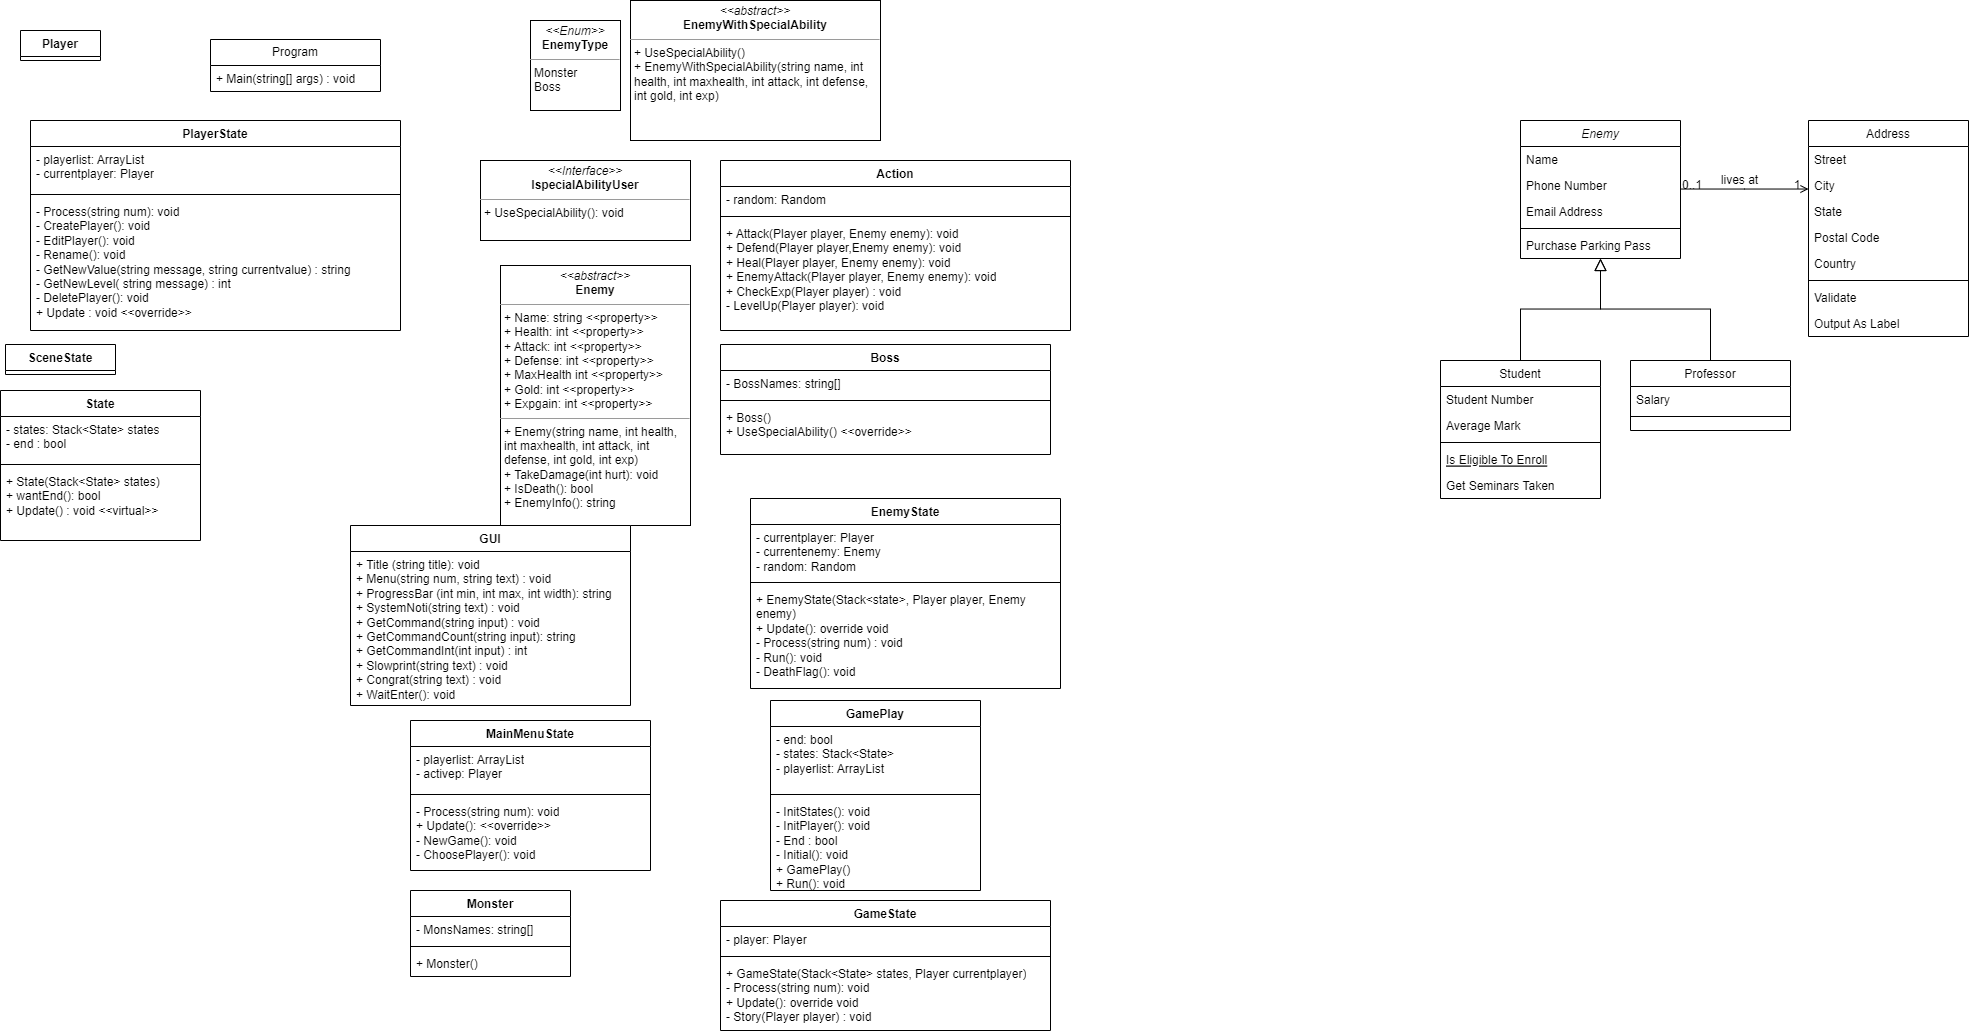 Player
Program
+ Main(string[] args) : void
<<Enum>>
EnemyType
Monster
Boss
<<abstract>>
EnemyWithSpecialAbility
+ UseSpecialAbility()
+ EnemyWithSpecialAbility(string name, int
health, int maxhealth, int attack, int defense,
int gold, int exp)
PlayerState
- playerlist: ArrayList
- currentplayer: Player
- Process(string num): void
- CreatePlayer(): void
- EditPlayer(): void
- Rename(): void
- GetNewValue(string message, string currentvalue) : string
- GetNewLevel( string message) : int
- DeletePlayer(): void
+ Update : void <<override>>
<<Interface>>
IspecialAbilityUser
+ UseSpecialAbility(): void
Action
- random: Random
+ Attack(Player player, Enemy enemy): void
+ Defend(Player player,Enemy enemy): void
+ Heal(Player player, Enemy enemy): void
+ EnemyAttack(Player player, Enemy enemy): void
+ CheckExp(Player player) : void
- LevelUp(Player player): void
<<abstract>>
Enemy
+ Name: string <<property>>
+ Health: int <<property>>
+ Attack: int <<property>>
+ Defense: int <<property>>
+ MaxHealth int <<property>>
+ Gold: int <<property>>
+ Expgain: int <<property>>
+ Enemy(string name, int health,
int maxhealth, int attack, int
defense, int gold, int exp)
+ TakeDamage(int hurt): void
+ IsDeath(): bool
+ EnemyInfo(): string
SceneState
State
- states: Stack<State> states
- end : bool
+ State(Stack<State> states)
+ wantEnd(): bool
+ Update() : void <<virtual>>
Boss
- BossNames: string[]
+ Boss()
+ UseSpecialAbility() <<override>>
GUI
+ Title (string title): void
+ Menu(string num, string text) : void
+ ProgressBar (int min, int max, int width): string
+ SystemNoti(string text) : void
+ GetCommand(string input) : void
+ GetCommandCount(string input): string
+ GetCommandInt(int input) : int
+ Slowprint(string text) : void
+ Congrat(string text) : void
+ WaitEnter(): void
EnemyState
- currentplayer: Player
- currentenemy: Enemy
- random: Random
+ EnemyState(Stack<state>, Player player, Enemy
enemy)
+ Update(): override void
- Process(string num) : void
- Run(): void
- DeathFlag(): void
MainMenuState
- playerlist: ArrayList
- activep: Player
- Process(string num): void
+ Update(): <<override>>
- NewGame(): void
- ChoosePlayer(): void
GamePlay
- end: bool
- states: Stack<State>
- playerlist: ArrayList
- InitStates(): void
- InitPlayer(): void
- End : bool
- Initial(): void
+ GamePlay()
+ Run(): void
Monster
- MonsNames: string[]
+ Monster()
GameState
- player: Player
+ GameState(Stack<State> states, Player currentplayer)
- Process(string num): void
+ Update(): override void
- Story(Player player) : void
Enemy
Name
Phone Number
Email Address
Purchase Parking Pass
0..1
lives at
1
Address
Street
City
State
Postal Code
Country
Validate
Output As Label
Student
Student Number
Average Mark
Is Eligible To Enroll
Get Seminars Taken
Professor
Salary